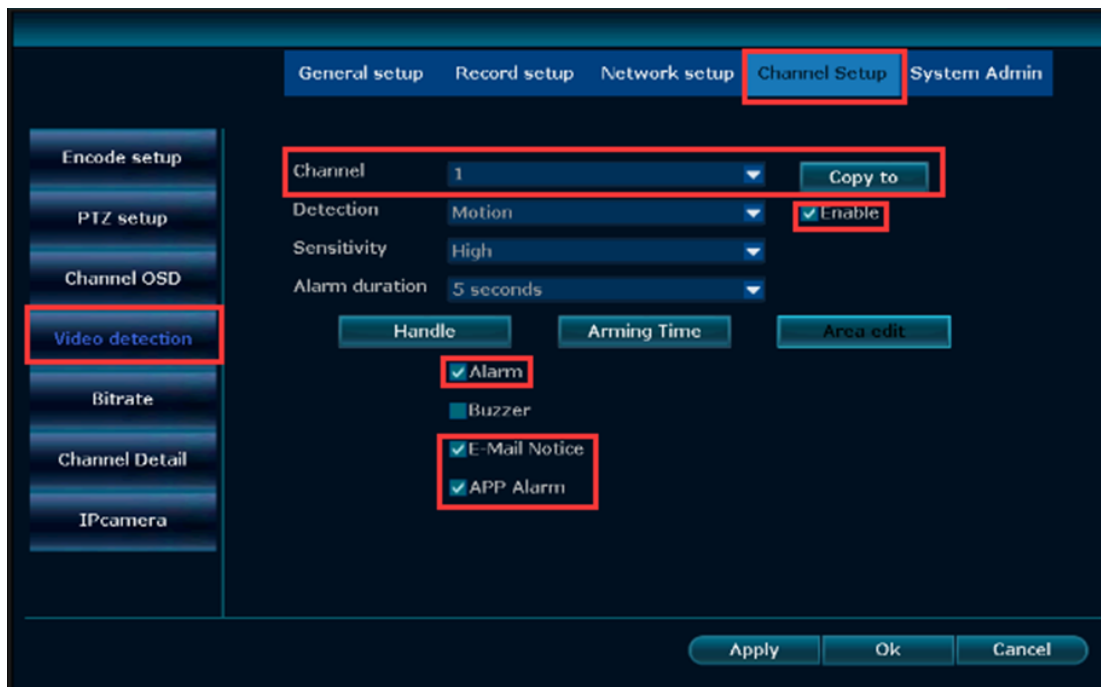 General setup Record setup Network setup Channel Setup System Admin
Encode setup
PTZ setup
Channel OSD
Video detection
Bitrate
Channel Detail
IPcamera
Channel 1 Copy to
Detection Motion Enable
Sensitivity High
Alarm duration 5 seconds
Handle Arming Time Area edit
Alarm
Buzzer
E-Mail Notice
APP Alarm
Apply Ok Cancel